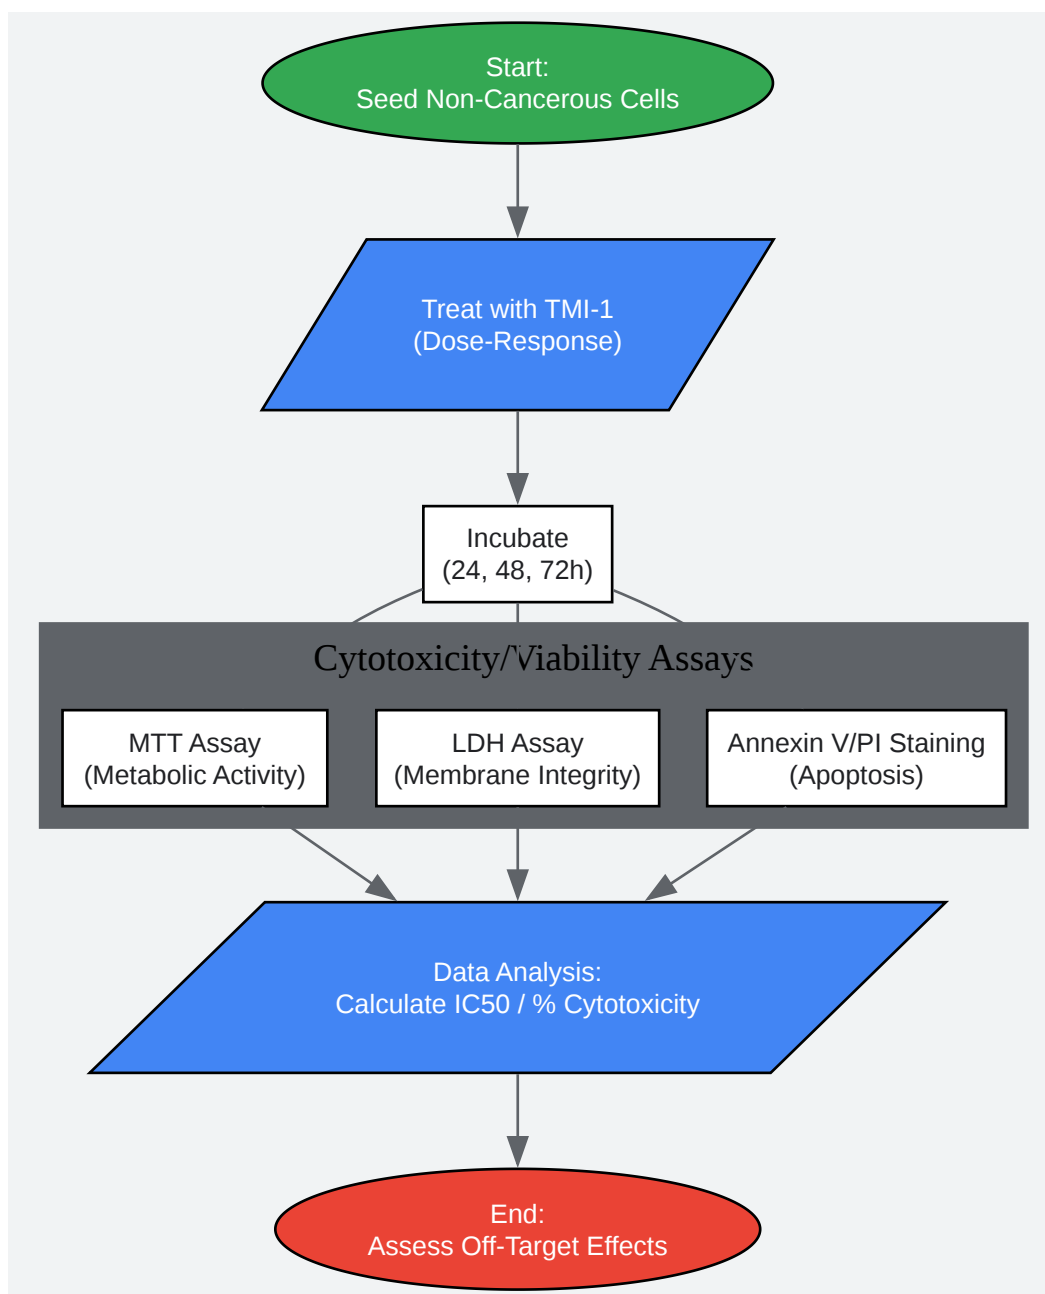 Start:
Seed Non-Cancerous Cells
Treat with TMI-1
(Dose-Response)
Incubate
(24, 48, 72h)
Cytotoxicity/Viability Assays
MTT Assay
(Metabolic Activity)
LDH Assay
(Membrane Integrity)
Annexin V/PI Staining
(Apoptosis)
Data Analysis:
Calculate IC50 / % Cytotoxicity
End:
Assess Off-Target Effects